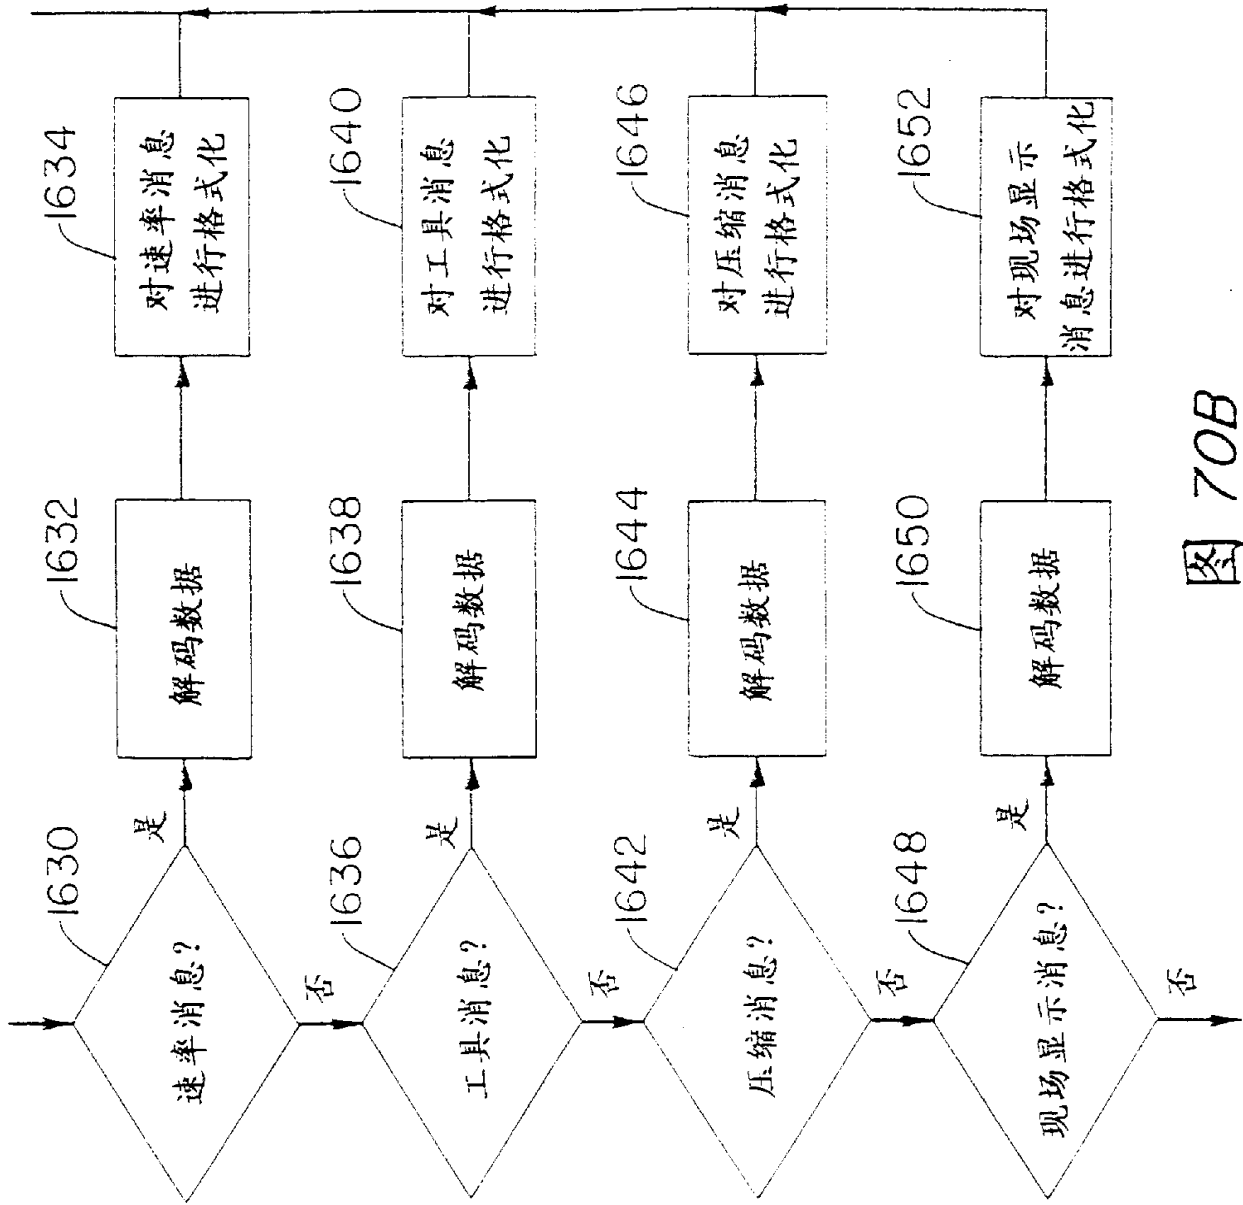 1630
速率消息?
是
否
1632
解码数据
1634
对速率消息
进行格式化
1636
工具消息?
是
否
1638
解码数据
1640
对工具消息
进行格式化
1642
压缩消息?
是
否
1644
解码数据
1646
对压缩消息
进行格式化
1648
现场显示消息?
是
否
1650
解码数据
1652
对现场显示
消息进行格式化
图 70B